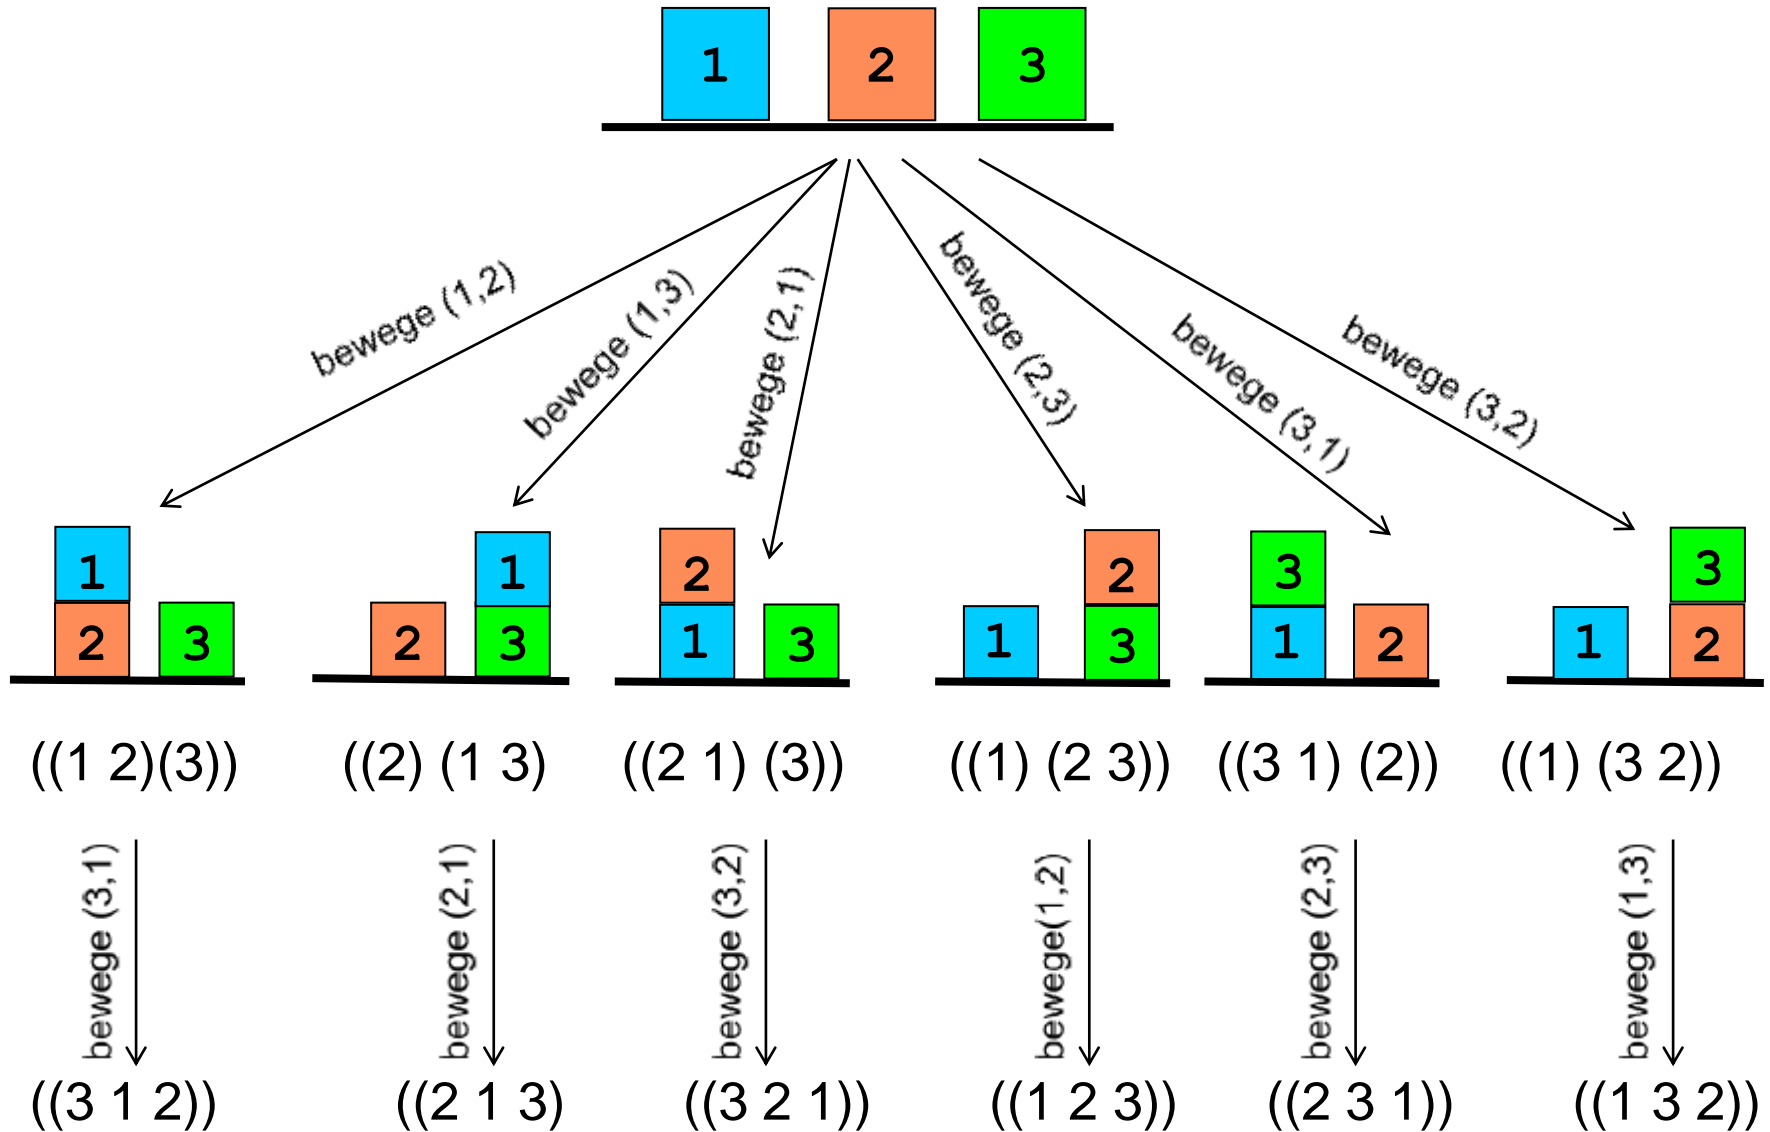 1 2 3
bewege (1,2)
bewege (1,3)
bewege (2,1)
bewege (2,3)
bewege (3,1)
bewege (3,2)
1
2 3
1
2 3
2
1 3
2
1 3
3
1 2
3
1 2
((1 2)(3))
((2) (1 3)
((2 1) (3))
((1) (2 3))
((3 1) (2))
((1) (3 2))
bewege (3,1)
bewege (2,1)
bewege (3,2)
bewege(1,2)
bewege (2,3)
bewege (1,3)
((3 1 2))
((2 1 3)
((3 2 1))
((1 2 3))
((2 3 1))
((1 3 2))